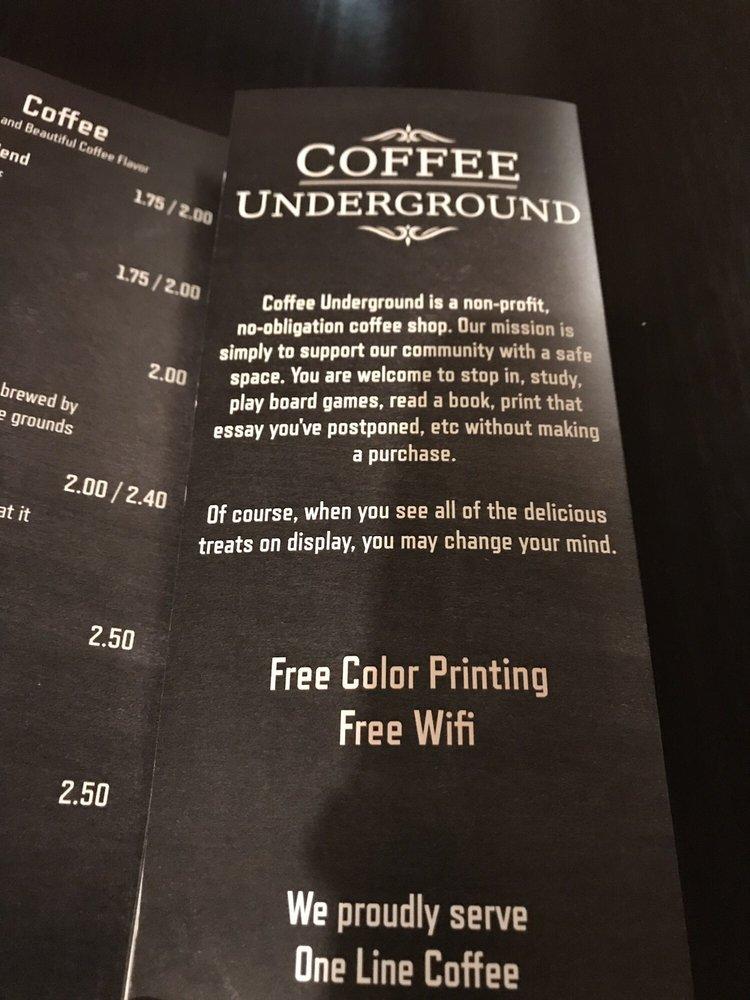 Coffee
and Beautiful Coffee Flavor
end
1.75 / 2.00
1.75 / 2.00
2.00
brewed by
e grounds
2.00 / 2.40
at it
2.50
2.50
COFFEE
UNDERGROUND
Coffee Underground is a non-profit,
no-obligation coffee shop. Our mission is
simply to support our community with a safe
space. You are welcome to stop in, study,
play board games, read a book, print that
essay you've postponed, etc without making
a purchase.
Of course, when you see all of the delicious
treats on display, you may change your mind.
Free Color Printing
Free Wifi
We proudly serve
One Line Coffee